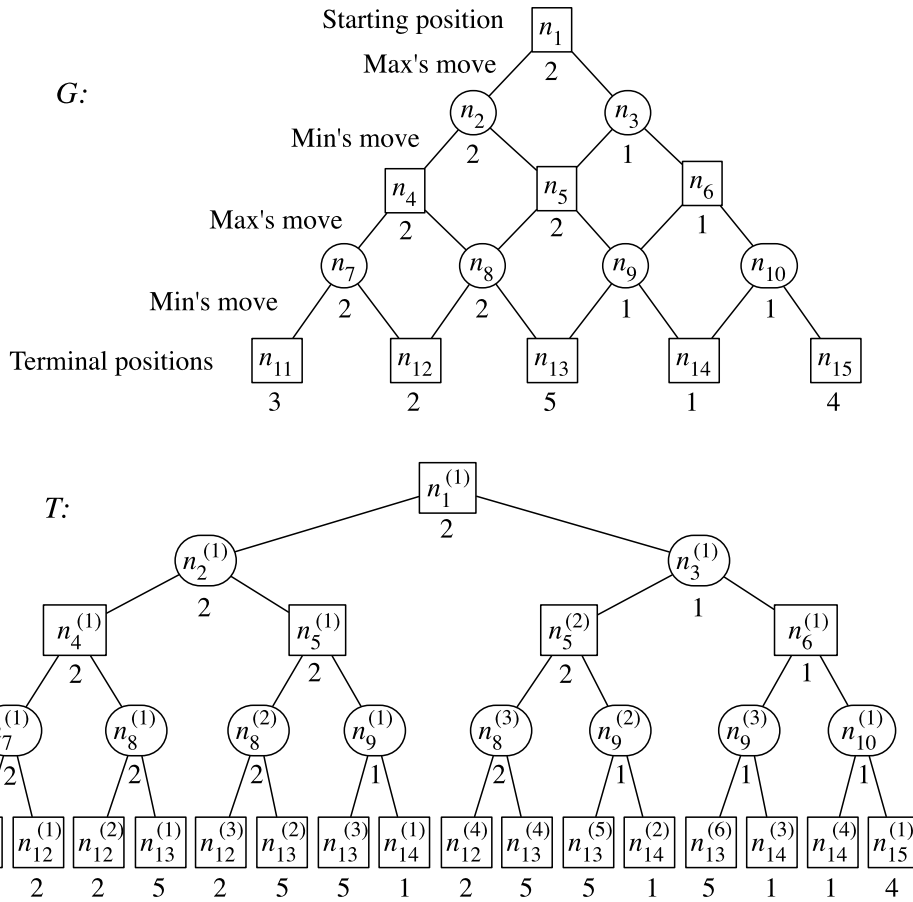 Starting position n₁
Max's move 2
G:
n₂ n₃
Min's move 2 1
n₄ n₅ n₆
Max's move 2 2 1
n₇ n₈ n₉ n₁₀
Min's move 2 2 1 1
Terminal positions n₁₁ n₁₂ n₁₃ n₁₄ n₁₅
3 2 5 1 4
T:
n₁⁽¹⁾
2
n₂⁽¹⁾ n₃⁽¹⁾
2 1
n₄⁽¹⁾ n₅⁽¹⁾ n₅⁽²⁾ n₆⁽¹⁾
2 2 2 1
₇⁽¹⁾ n₈⁽¹⁾ n₈⁽²⁾ n₉⁽¹⁾ n₈⁽³⁾ n₉⁽²⁾ n₉⁽³⁾ n₁₀⁽¹⁾
2 2 2 1 2 1 1 1
n₁₂⁽¹⁾ n₁₂⁽²⁾ n₁₃⁽¹⁾ n₁₂⁽³⁾ n₁₃⁽²⁾ n₁₃⁽³⁾ n₁₄⁽¹⁾ n₁₂⁽⁴⁾ n₁₃⁽⁴⁾ n₁₃⁽⁵⁾ n₁₄⁽²⁾ n₁₃⁽⁶⁾ n₁₄⁽³⁾ n₁₄⁽⁴⁾ n₁₅⁽¹⁾
2 2 5 2 5 5 1 2 5 5 1 5 1 1 4